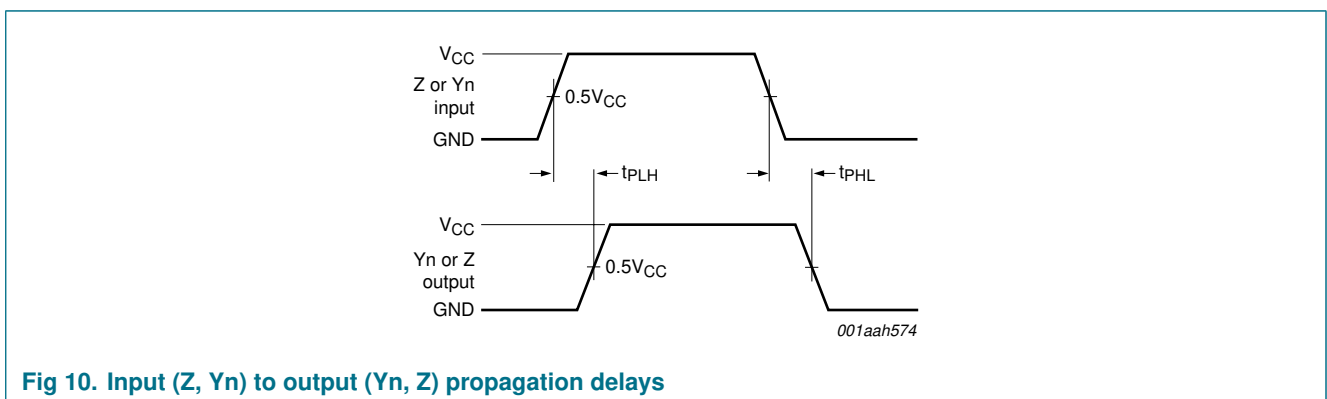 VCC
Z or Yn
input
0.5VCC
GND
tPLH
tPHL
VCC
Yn or Z
output
0.5VCC
GND
001aah574
Fig 10. Input (Z, Yn) to output (Yn, Z) propagation delays